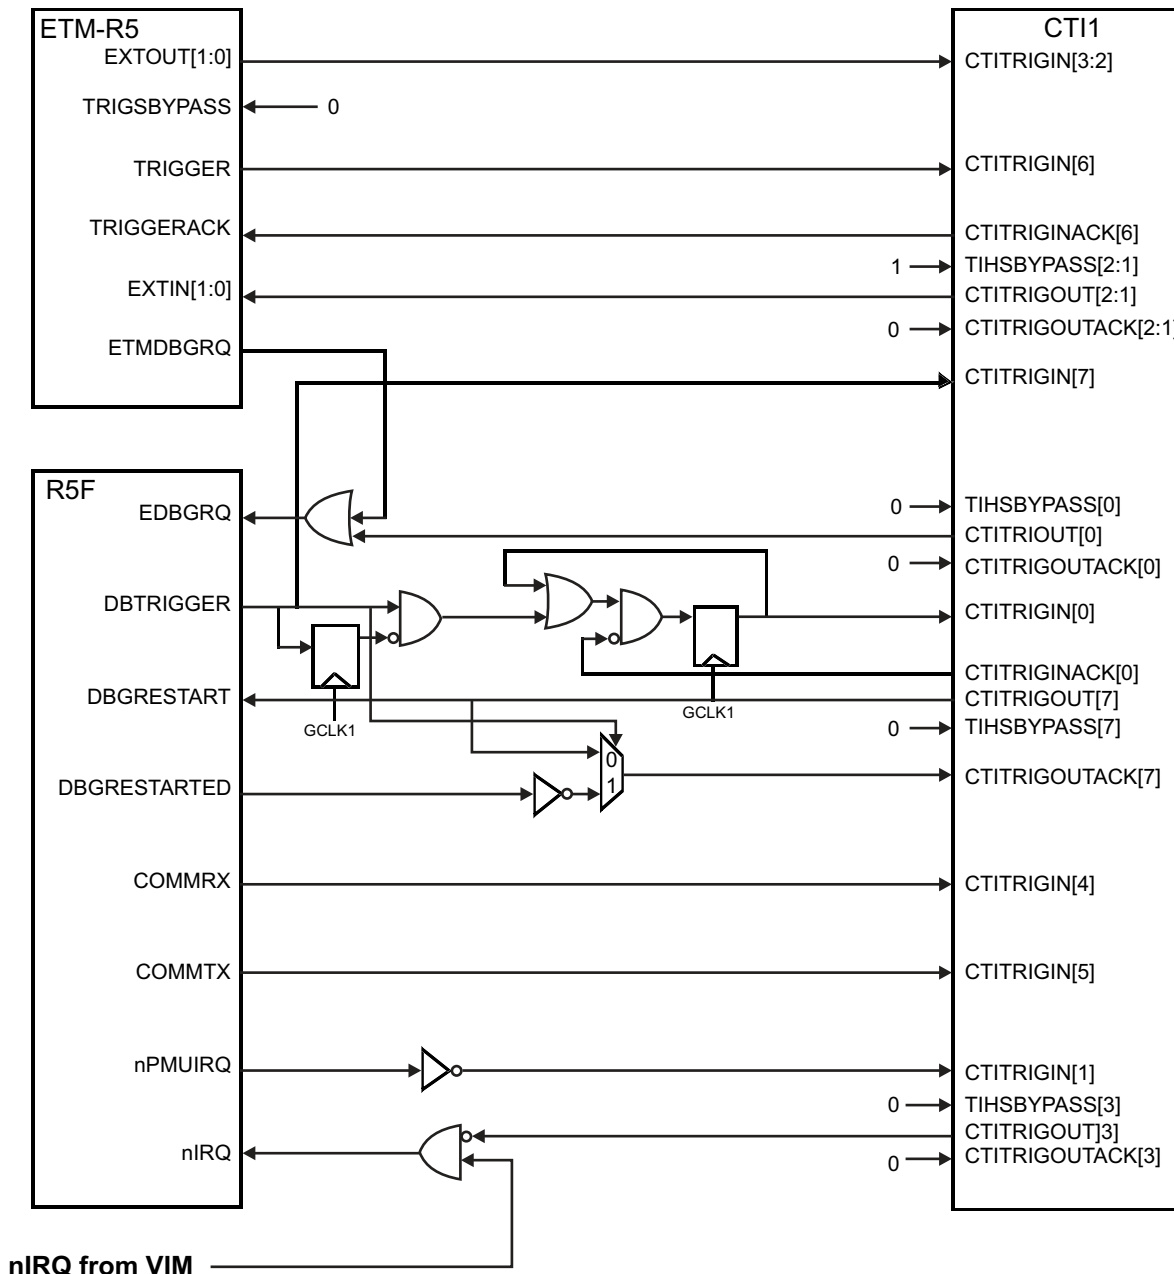 ETM-R5
CTI1
EXTOUT[1:0]
CTITRIGIN[3:2]
TRIGSBYPASS
0
TRIGGER
CTITRIGIN[6]
TRIGGERACK
CTITRIGINACK[6]
1
TIHSBYPASS[2:1]
EXTIN[1:0]
CTITRIGOUT[2:1]
0
CTITRIGOUTACK[2:1]
ETMDBGRQ
CTITRIGIN[7]
R5F
EDBGRQ
0
TIHSBYPASS[0]
CTITRIOUT[0]
0
CTITRIGOUTACK[0]
DBTRIGGER
CTITRIGIN[0]
CTITRIGINACK[0]
DBGRESTART
CTITRIGOUT[7]
GCLK1
GCLK1
0
TIHSBYPASS[7]
0
1
DBGRESTARTED
CTITRIGOUTACK[7]
COMMRX
CTITRIGIN[4]
COMMTX
CTITRIGIN[5]
nPMUIRQ
CTITRIGIN[1]
0
TIHSBYPASS[3]
CTITRIGOUT]3]
nIRQ
0
CTITRIGOUTACK[3]
nIRQ from VIM